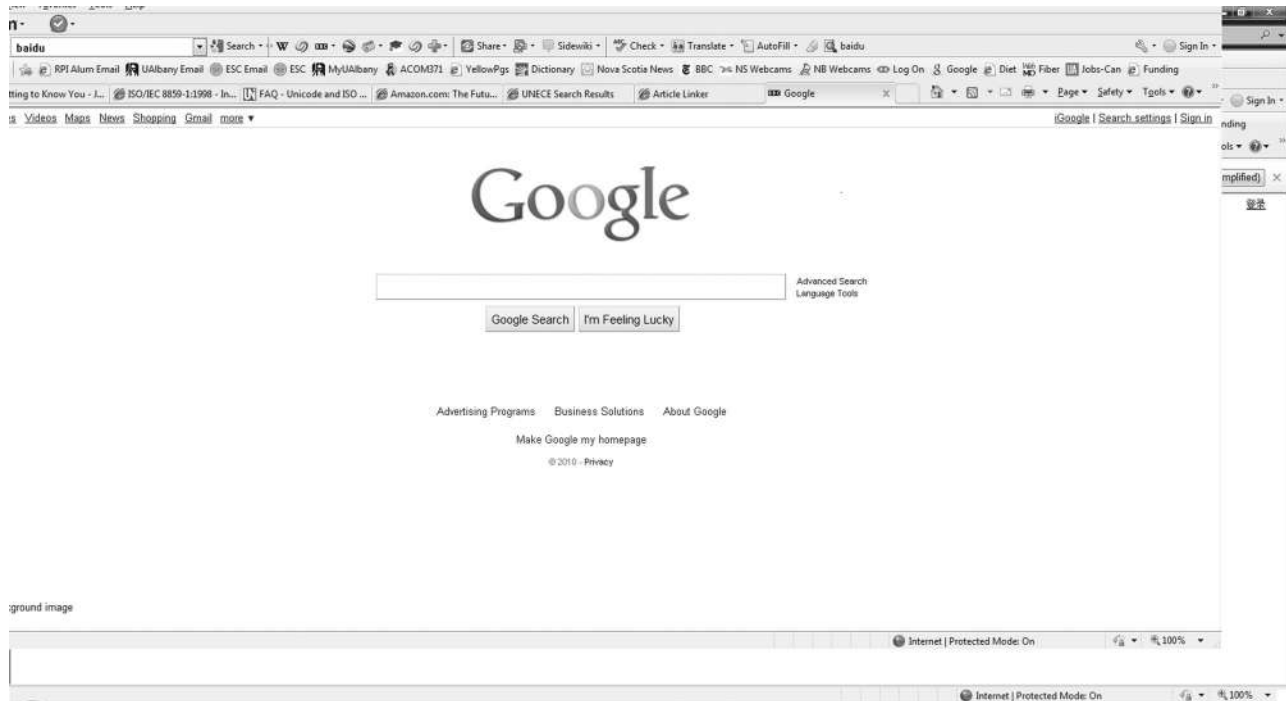 baidu Search W Share Sidewiki Check Translate AutoFill baidu Sign In
RPI Alum Email UAlbany Email ESC Email ESC MyUAlbany ACOM371 YellowPgs Dictionary Nova Scotia News BBC NS Webcams NB Webcams Log On Google Diet Fiber Jobs-Can Funding
tting to Know You - J... ISO/IEC 8859-1:1998 - In... FAQ - Unicode and ISO ... Amazon.com: The Futu... UNECE Search Results Article Linker Google Page Safety Tools
Sign In
s Videos Maps News Shopping Gmail more iGoogle | Search settings | Sign in
nding
ols
mplified)
登录
Google
Advanced Search
Language Tools
Google Search I'm Feeling Lucky
Advertising Programs Business Solutions About Google
Make Google my homepage
© 2010 - Privacy
kground image
Internet | Protected Mode: On 100%
Internet | Protected Mode: On 100%